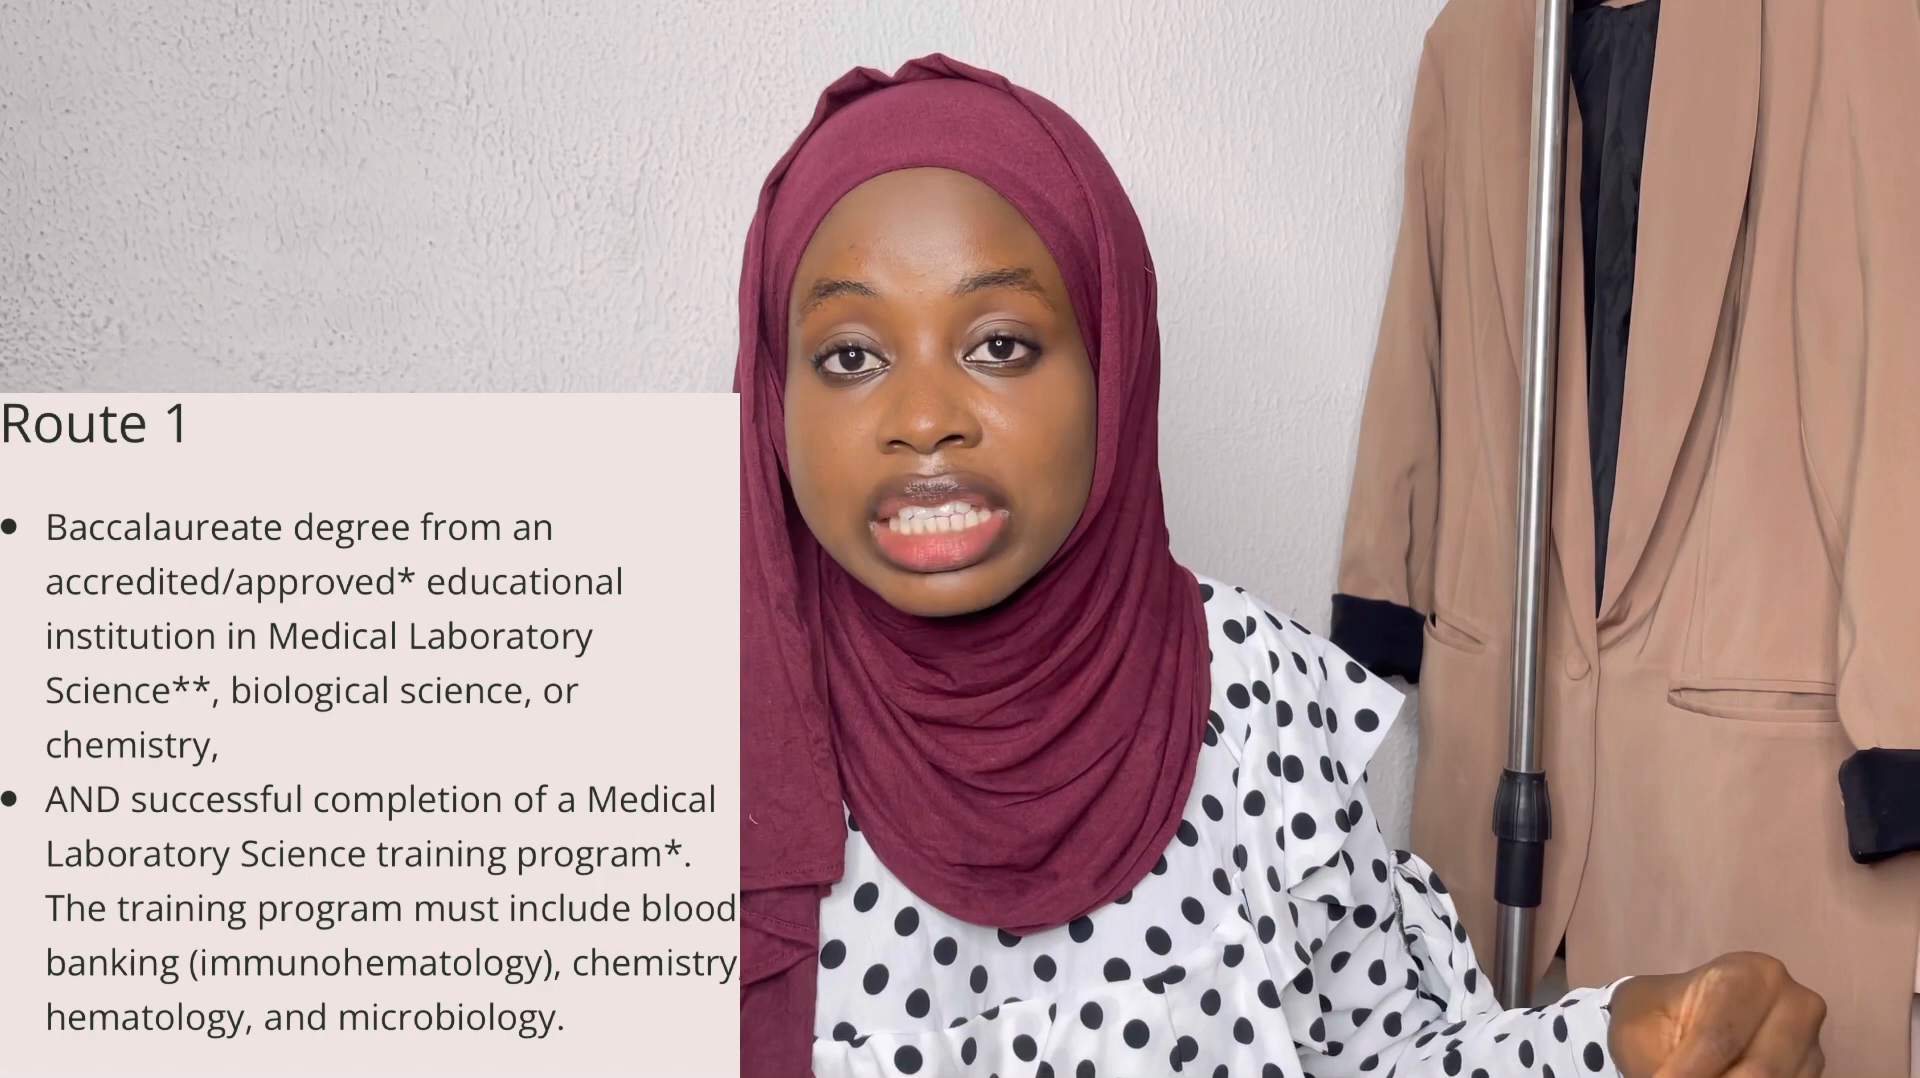 Route 1
• Baccalaureate degree from an
accredited/approved* educational
institution in Medical Laboratory
Science**, biological science, or
chemistry,
• AND successful completion of a Medical
Laboratory Science training program*.
The training program must include blood
banking (immunohematology), chemistry,
hematology, and microbiology.